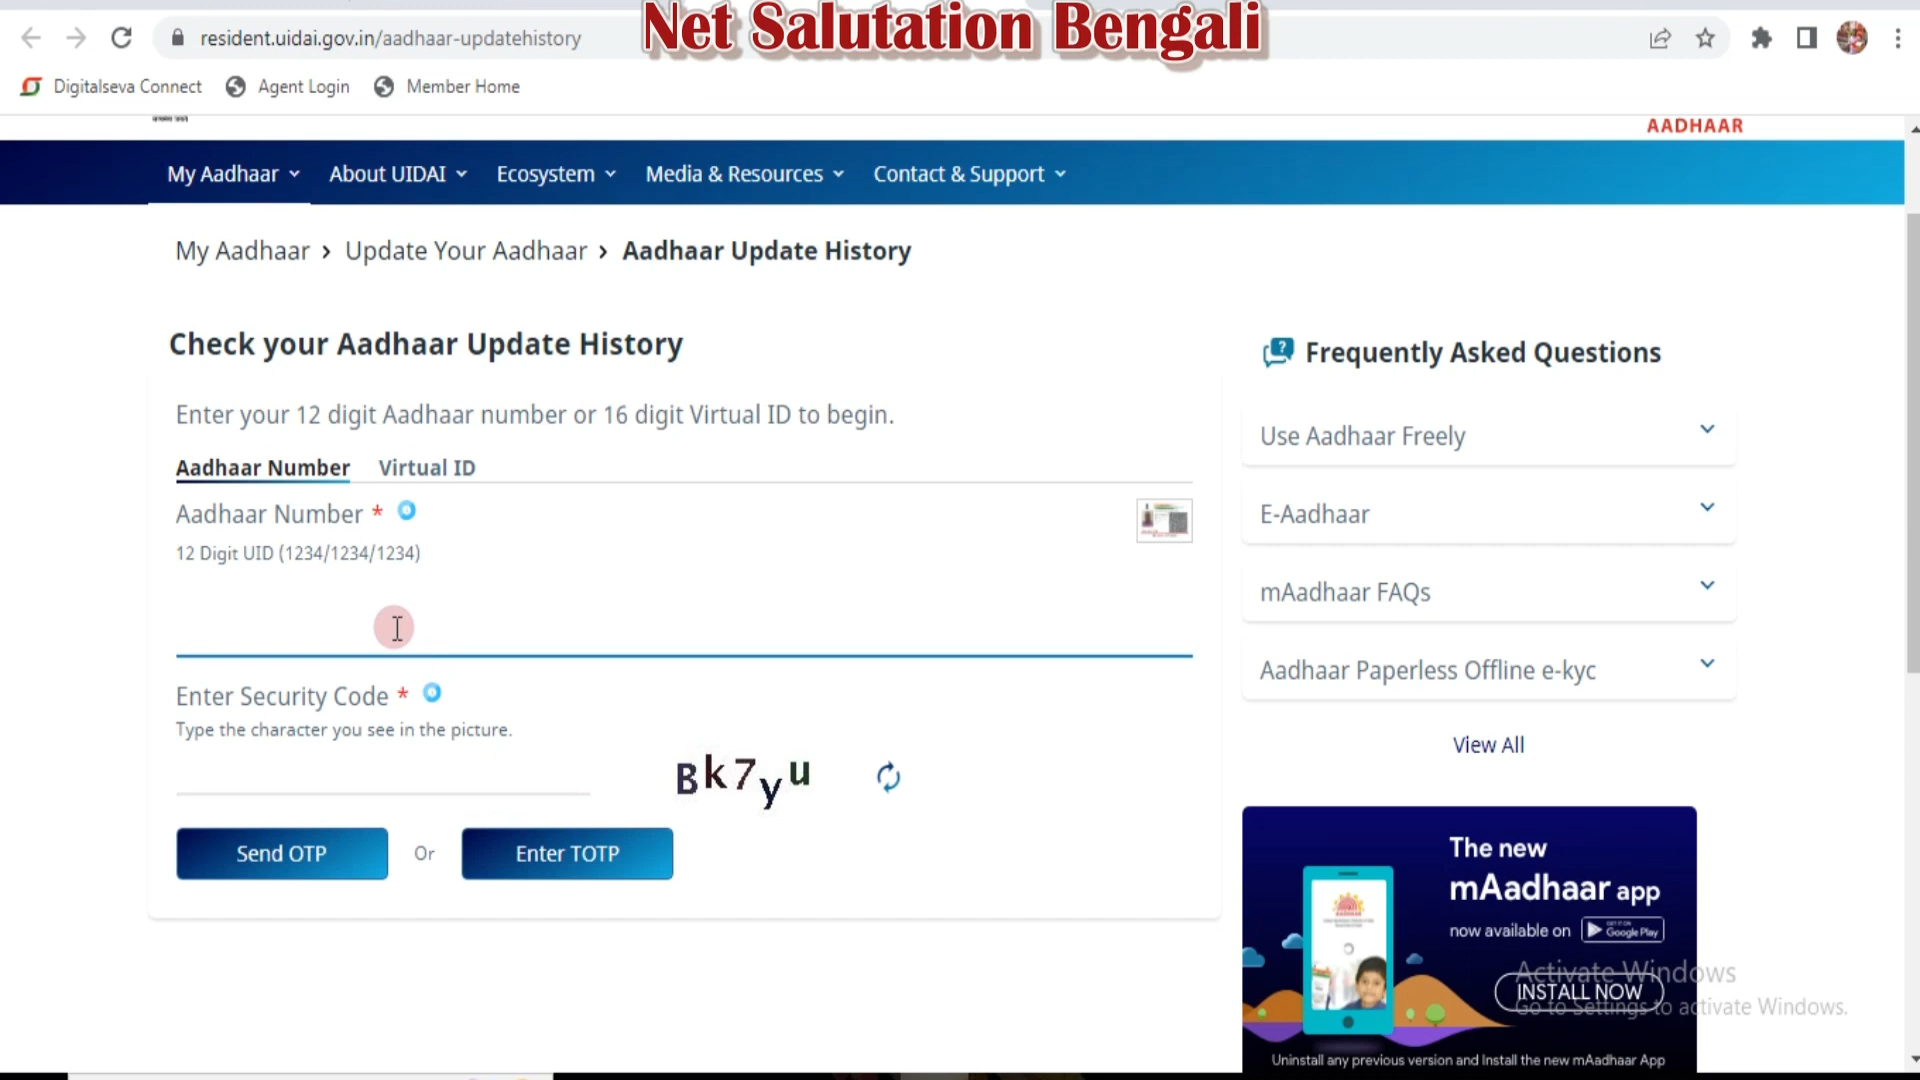 Net Salutation Bengali
resident.uidai.gov.in/aadhaar-updatehistory
Digitalseva Connect
Agent Login
Member Home
AADHAAR
My Aadhaar
About UIDAI
Ecosystem
Media & Resources
Contact & Support
My Aadhaar > Update Your Aadhaar > Aadhaar Update History
Check your Aadhaar Update History
Enter your 12 digit Aadhaar number or 16 digit Virtual ID to begin.
Aadhaar Number
Virtual ID
Aadhaar Number *
12 Digit UID (1234/1234/1234)
Enter Security Code *
Type the character you see in the picture.
Bk7yu
Send OTP
Or
Enter TOTP
Frequently Asked Questions
Use Aadhaar Freely
E-Aadhaar
mAadhaar FAQs
Aadhaar Paperless Offline e-kyc
View All
The new
mAadhaar app
now available on
GET IT ON
Google Play
INSTALL NOW
Uninstall any previous version and Install the new mAadhaar App
Activate Windows
Go to Settings to activate Windows.